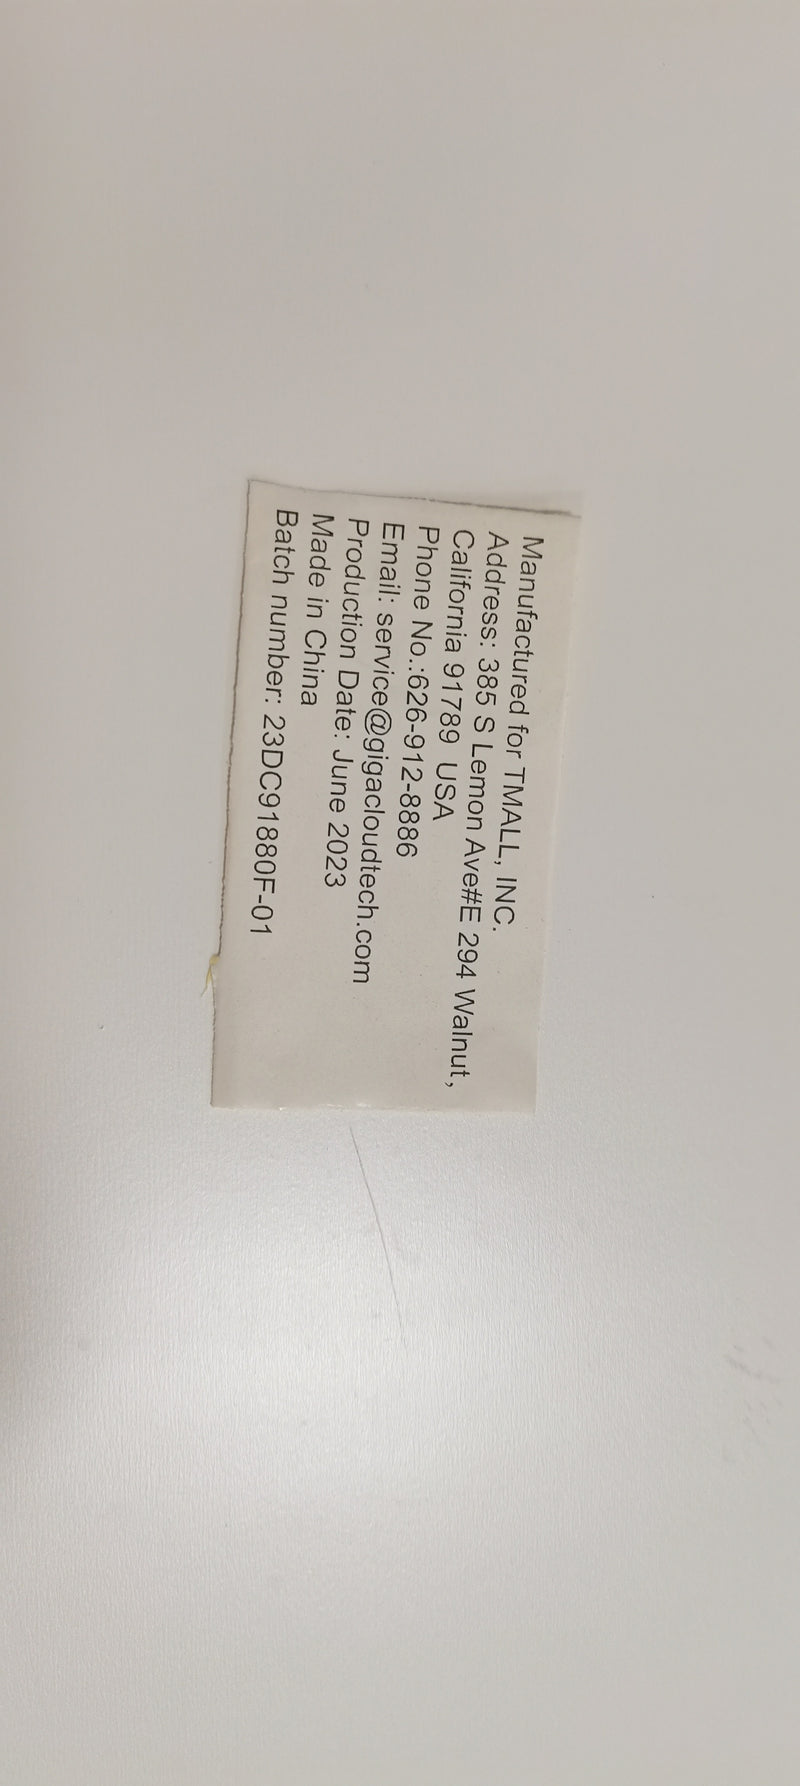 Manufactured for TMALL, INC.
Address: 385 S Lemon Ave#E 294 Walnut,
California 91789  USA
Phone No.:626-912-8886
Email: service@gigacloudtech.com
Production Date: June 2023
Made in China
Batch number: 23DC91880F-01